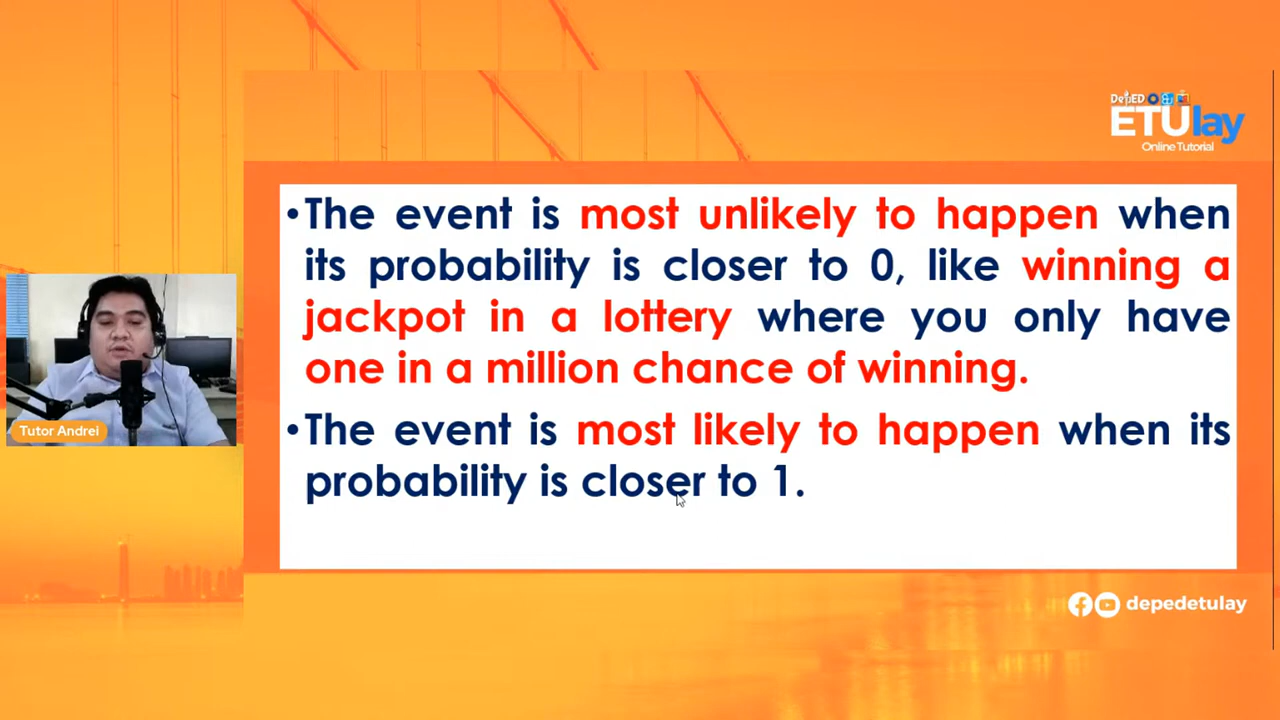 DepED
ETUlay
Online Tutorial
•The event is most unlikely to happen when
its probability is closer to 0, like winning a
jackpot in a lottery where you only have
one in a million chance of winning.
•The event is most likely to happen when its
probability is closer to 1.
Tutor Andrei
depedetulay